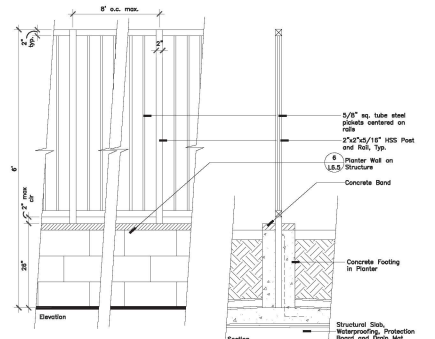 8' o.c. max.
2"
typ.
2"
5/8" sq. tube steel
pickets centered on
rails
2"x2"x5/16" HSS Post
and Rail, Typ.
6'
6
L6.5
Planter Wall on
Structure
Concrete Band
2" max
clr
26"
Concrete Footing
in Planter
Elevation
Structural Slab,
Waterproofing, Protection
Board and Drain Mat
Section